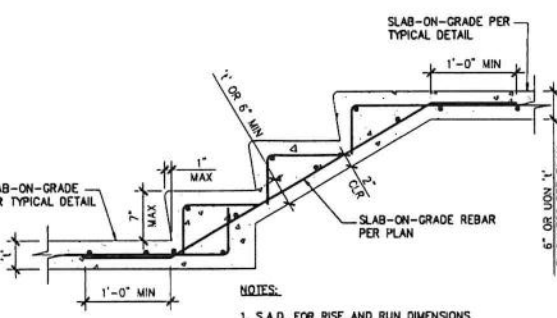 SLAB-ON-GRADE PER
TYPICAL DETAIL
1'-0" MIN
't' OR 6" MIN
1"
MAX
AB-ON-GRADE
R TYPICAL DETAIL
7"
MAX
2"
CLR
SLAB-ON-GRADE REBAR
PER PLAN
6" OR UON 't'
't'
1'-0" MIN
NOTES:
1. S.A.D. FOR RISE AND RUN DIMENSIONS